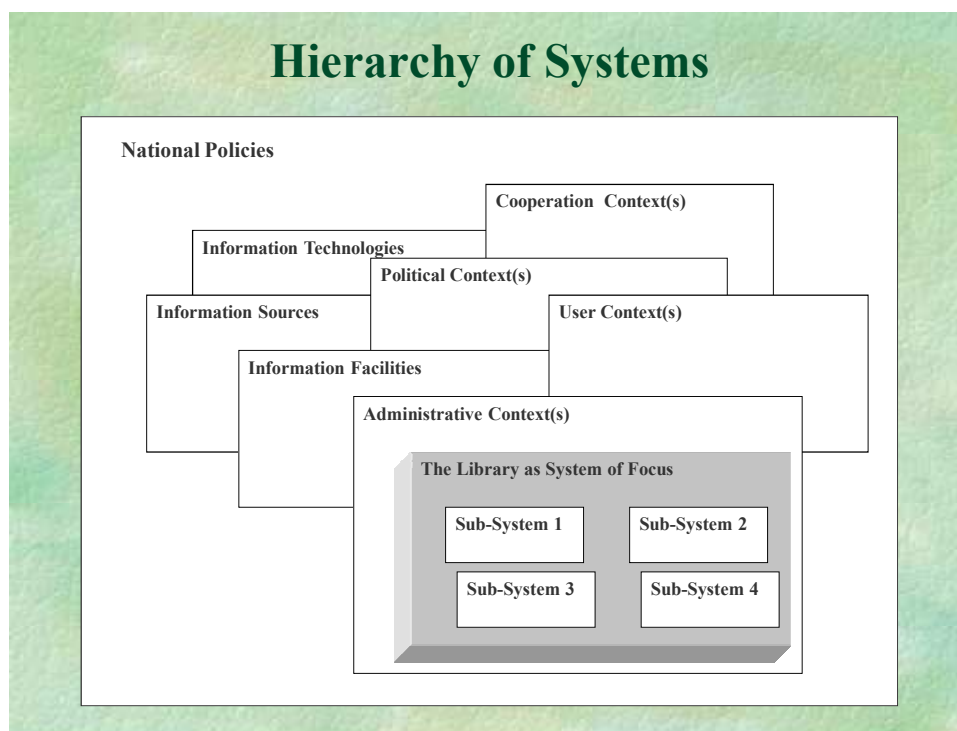 Hierarchy of Systems
National Policies
Cooperation Context(s)
Information Technologies
Political Context(s)
Information Sources
User Context(s)
Information Facilities
Administrative Context(s)
The Library as System of Focus
Sub-System 1
Sub-System 2
Sub-System 3
Sub-System 4